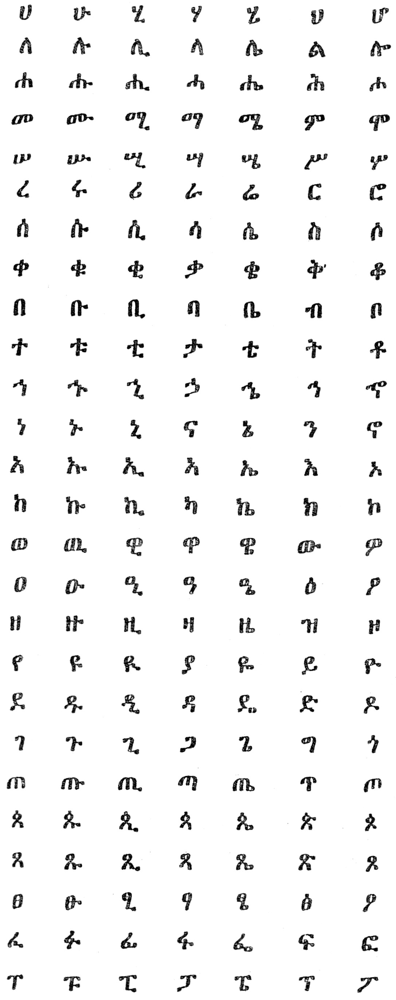 ሀ ሁ ሂ ሃ ሄ ህ ሆ
ለ ሉ ሊ ላ ሌ ል ሎ
ሐ ሑ ሒ ሓ ሔ ሕ ሖ
መ ሙ ሚ ማ ሜ ም ሞ
ሠ ሡ ሢ ሣ ሤ ሥ ሦ
ረ ሩ ሪ ራ ሬ ር ሮ
ሰ ሱ ሲ ሳ ሴ ስ ሶ
ቀ ቁ ቂ ቃ ቄ ቅ ቆ
በ ቡ ቢ ባ ቤ ብ ቦ
ተ ቱ ቲ ታ ቴ ት ቶ
ኀ ኁ ኂ ኃ ኄ ኅ ኆ
ነ ኑ ኒ ና ኔ ን ኖ
አ ኡ ኢ ኣ ኤ እ ኦ
ከ ኩ ኪ ካ ኬ ክ ኮ
ወ ዉ ዊ ዋ ዌ ው ዎ
ዐ ዑ ዒ ዓ ዔ ዕ ዖ
ዘ ዙ ዚ ዛ ዜ ዝ ዞ
የ ዩ ዪ ያ ዬ ይ ዮ
ደ ዱ ዲ ዳ ዴ ድ ዶ
ገ ጉ ጊ ጋ ጌ ግ ጎ
ጠ ጡ ጢ ጣ ጤ ጥ ጦ
ጰ ጱ ጲ ጳ ጴ ጵ ጶ
ጸ ጹ ጺ ጻ ጼ ጽ ጾ
ፀ ፁ ፂ ፃ ፄ ፅ ፆ
ፈ ፉ ፊ ፋ ፌ ፍ ፎ
ፐ ፑ ፒ ፓ ፔ ፕ ፖ